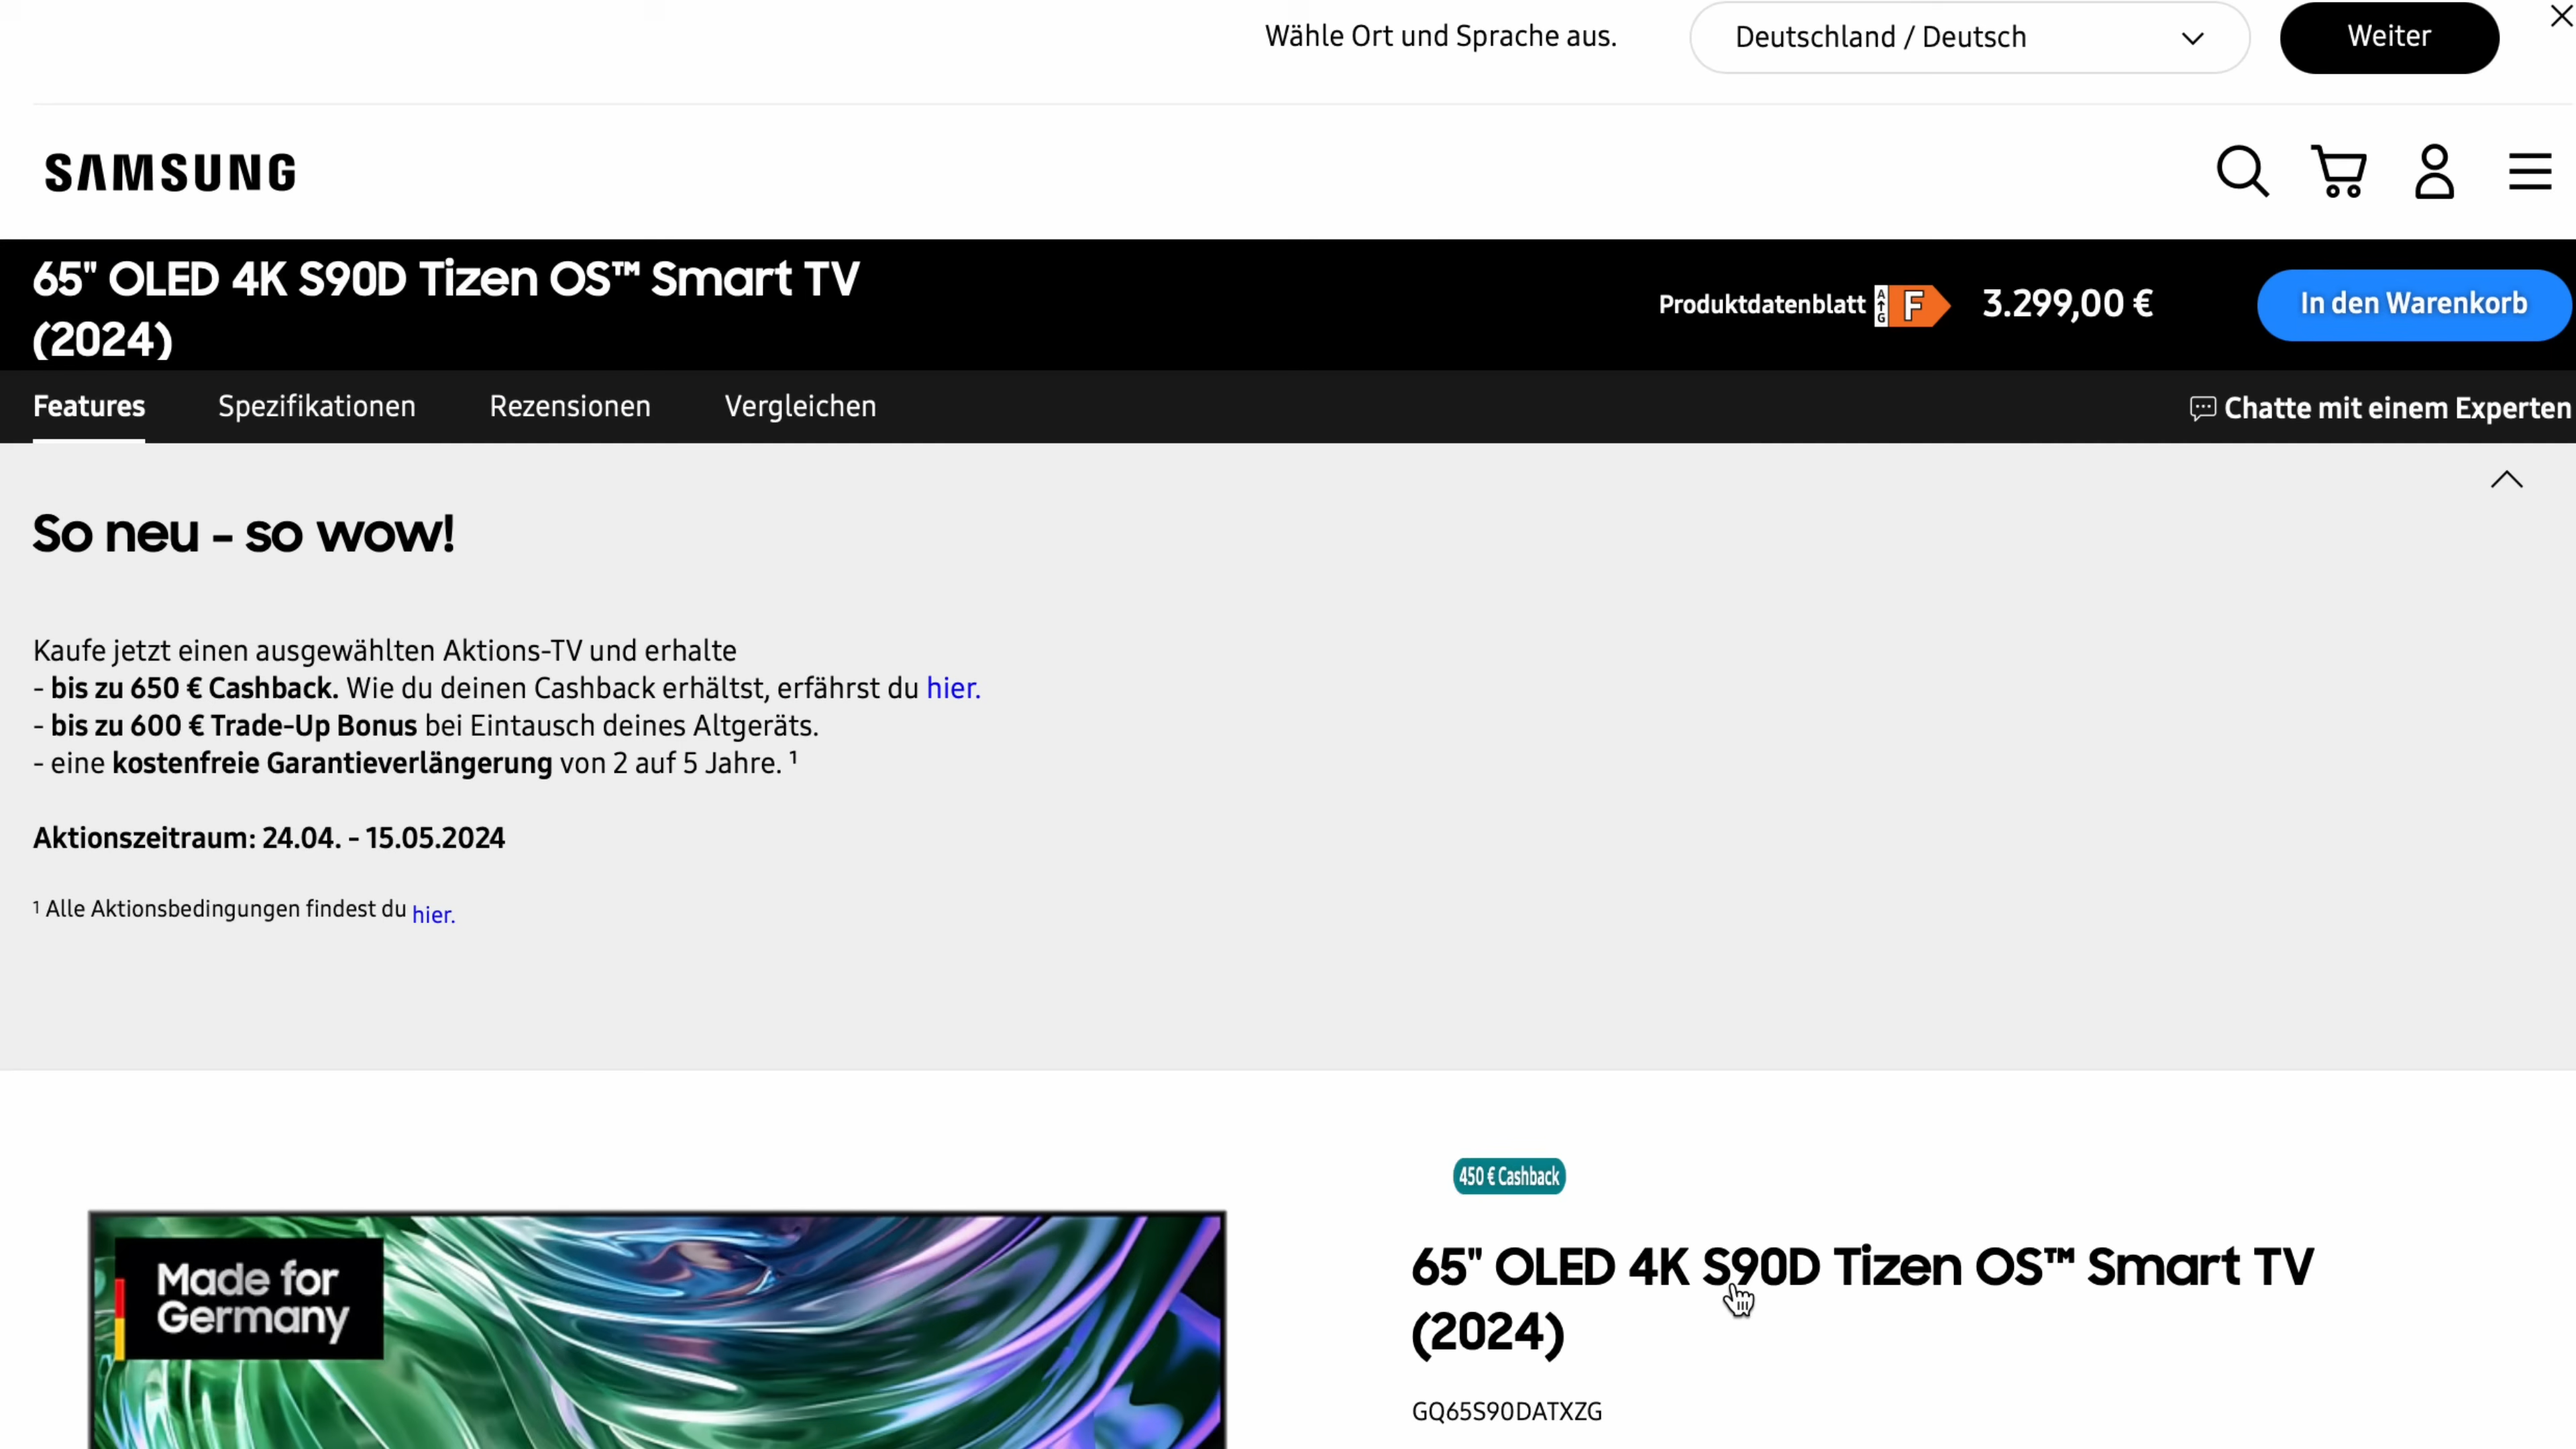 Wähle Ort und Sprache aus.
Deutschland / Deutsch
Weiter
SAMSUNG
65" OLED 4K S90D Tizen OS™ Smart TV
(2024)
Produktdatenblatt
A
G
F
3.299,00 €
In den Warenkorb
Features
Spezifikationen
Rezensionen
Vergleichen
Chatte mit einem Experten
So neu - so wow!
Kaufe jetzt einen ausgewählten Aktions-TV und erhalte
- bis zu 650 € Cashback. Wie du deinen Cashback erhältst, erfährst du hier.
- bis zu 600 € Trade-Up Bonus bei Eintausch deines Altgeräts.
- eine kostenfreie Garantieverlängerung von 2 auf 5 Jahre. ¹
Aktionszeitraum: 24.04. - 15.05.2024
¹ Alle Aktionsbedingungen findest du hier.
450 € Cashback
Made for
Germany
65" OLED 4K S90D Tizen OS™ Smart TV
(2024)
GQ65S90DATXZG